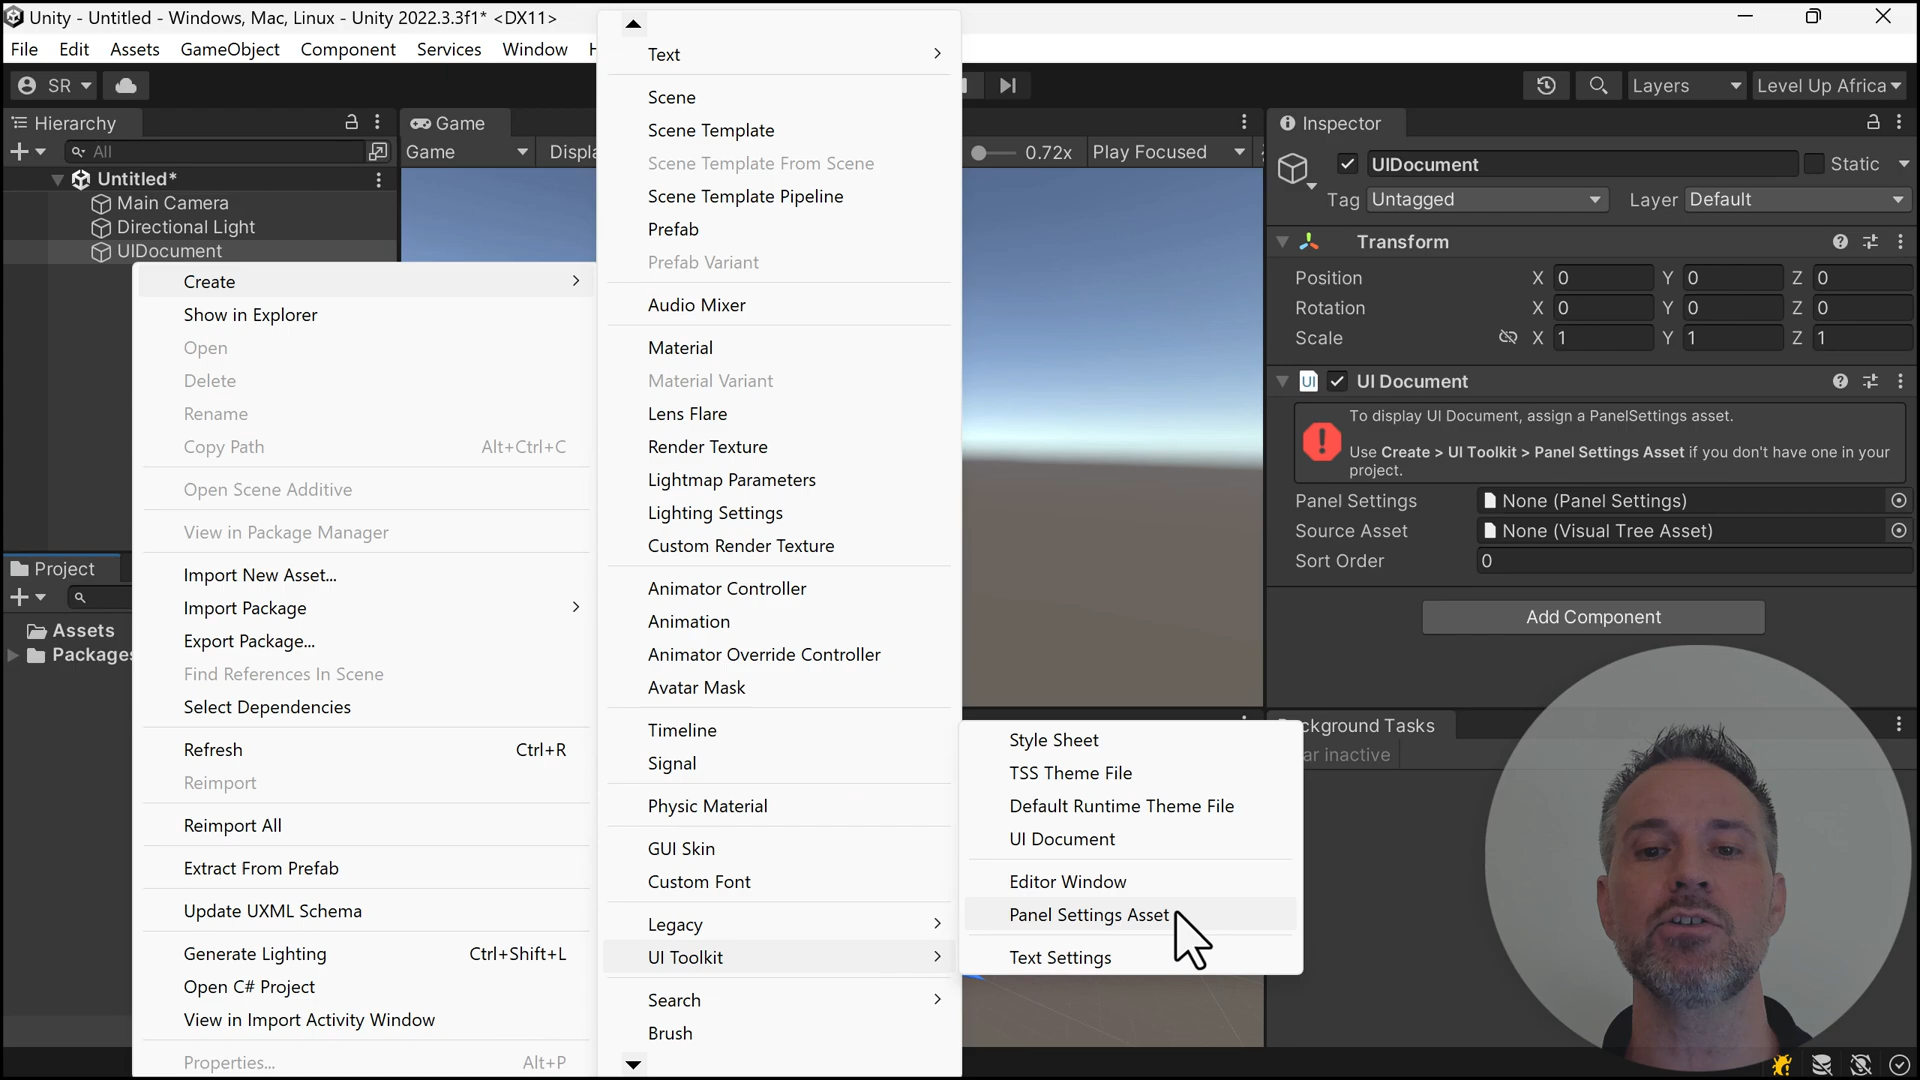 Unity - Untitled - Windows, Mac, Linux - Unity 2022.3.3f1* <DX11>
File Edit Assets GameObject Component Services Window H
SR
Layers
Level Up Africa
Hierarchy
All
Untitled*
Main Camera
Directional Light
UIDocument
Game
Game
Displa
0.72x
Play Focused
Project
Assets
Packages
Create
Show in Explorer
Open
Delete
Rename
Copy Path Alt+Ctrl+C
Open Scene Additive
View in Package Manager
Import New Asset...
Import Package
Export Package...
Find References In Scene
Select Dependencies
Refresh Ctrl+R
Reimport
Reimport All
Extract From Prefab
Update UXML Schema
Generate Lighting Ctrl+Shift+L
Open C# Project
View in Import Activity Window
Properties... Alt+P
Text
Scene
Scene Template
Scene Template From Scene
Scene Template Pipeline
Prefab
Prefab Variant
Audio Mixer
Material
Material Variant
Lens Flare
Render Texture
Lightmap Parameters
Lighting Settings
Custom Render Texture
Animator Controller
Animation
Animator Override Controller
Avatar Mask
Timeline
Signal
Physic Material
GUI Skin
Custom Font
Legacy
UI Toolkit
Search
Brush
Style Sheet
TSS Theme File
Default Runtime Theme File
UI Document
Editor Window
Panel Settings Asset
Text Settings
Inspector
UIDocument
Static
Tag Untagged
Layer Default
Transform
Position X 0 Y 0 Z 0
Rotation X 0 Y 0 Z 0
Scale X 1 Y 1 Z 1
UI
UI Document
To display UI Document, assign a PanelSettings asset.
Use Create > UI Toolkit > Panel Settings Asset if you don't have one in your
project.
Panel Settings None (Panel Settings)
Source Asset None (Visual Tree Asset)
Sort Order 0
Add Component
ckground Tasks
ar inactive